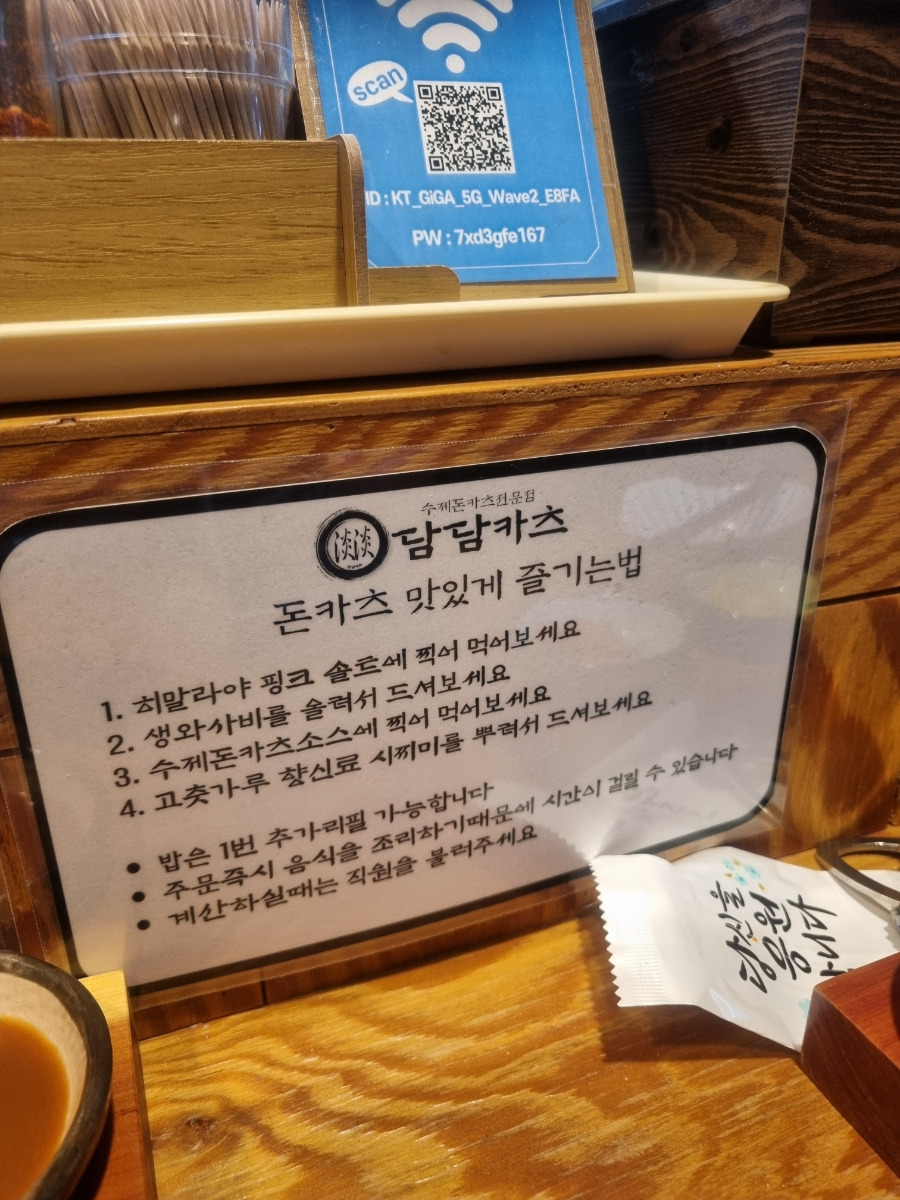 scan
ID : KT_GiGA_5G_Wave2_E8FA
PW : 7xd3gfe167
수제돈카츠전문점
淡淡
담담카츠
돈카츠 맛있게 즐기는법
1. 히말라야 핑크 솔트에 찍어 먹어보세요
2. 생와사비를 올려서 드셔보세요
3. 수제돈카츠소스에 찍어 먹어보세요
4. 고춧가루 향신료 시찌미를 뿌려서 드셔보세요
• 밥은 1번 추가리필 가능합니다
• 주문즉시 음식을 조리하기때문에 시간이 걸릴 수 있습니다
• 계산하실때는 직원을 불러주세요
당신을
응원
니다